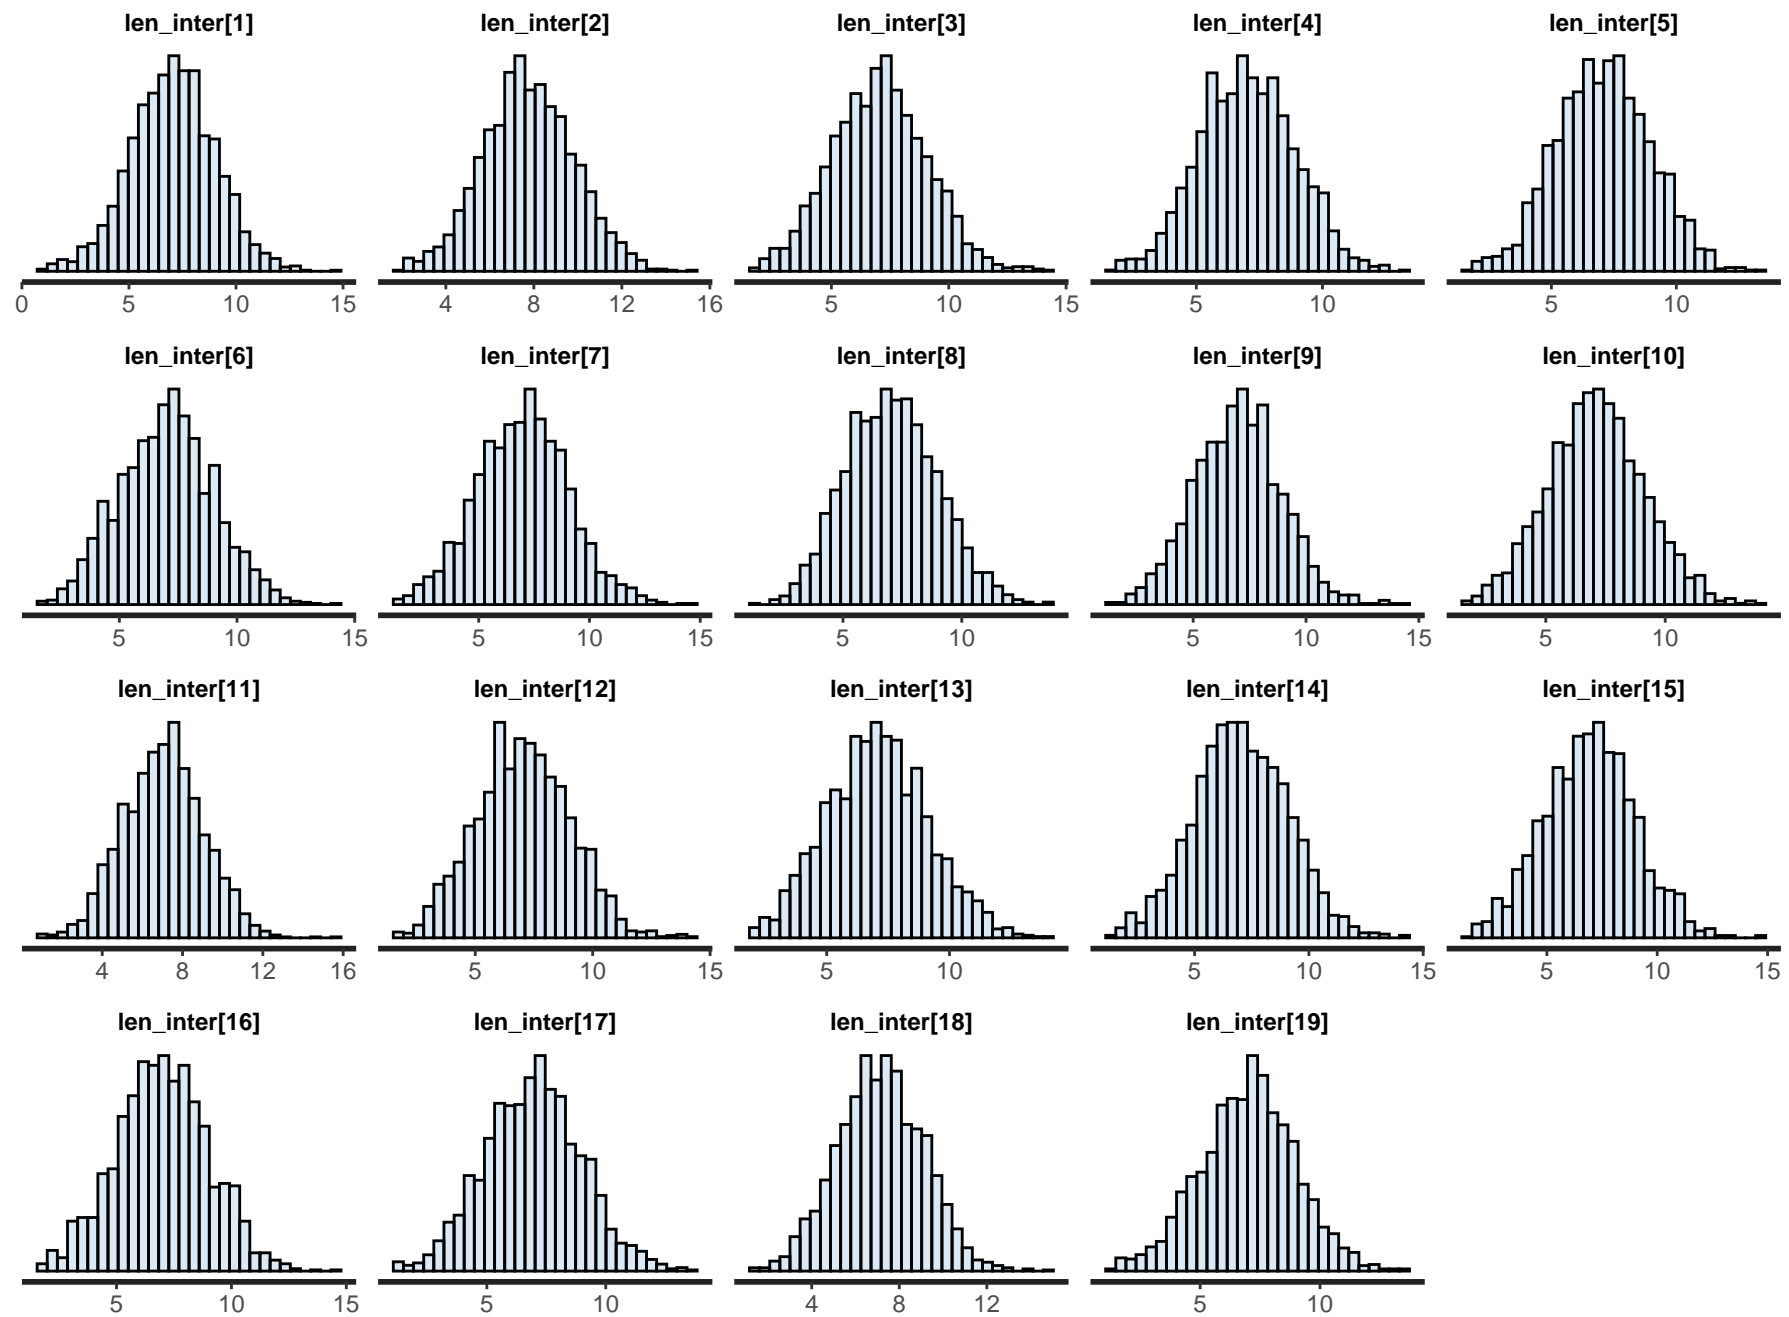 len_inter[1] len_inter[2] len_inter[3] len_inter[4] len_inter[5]
0 5 10 15 4 8 12 16 5 10 15 5 10 5 10
len_inter[6] len_inter[7] len_inter[8] len_inter[9] len_inter[10]
5 10 15 5 10 15 5 10 5 10 15 5 10
len_inter[11] len_inter[12] len_inter[13] len_inter[14] len_inter[15]
4 8 12 16 5 10 15 5 10 5 10 15 5 10 15
len_inter[16] len_inter[17] len_inter[18] len_inter[19]
5 10 15 5 10 4 8 12 5 10